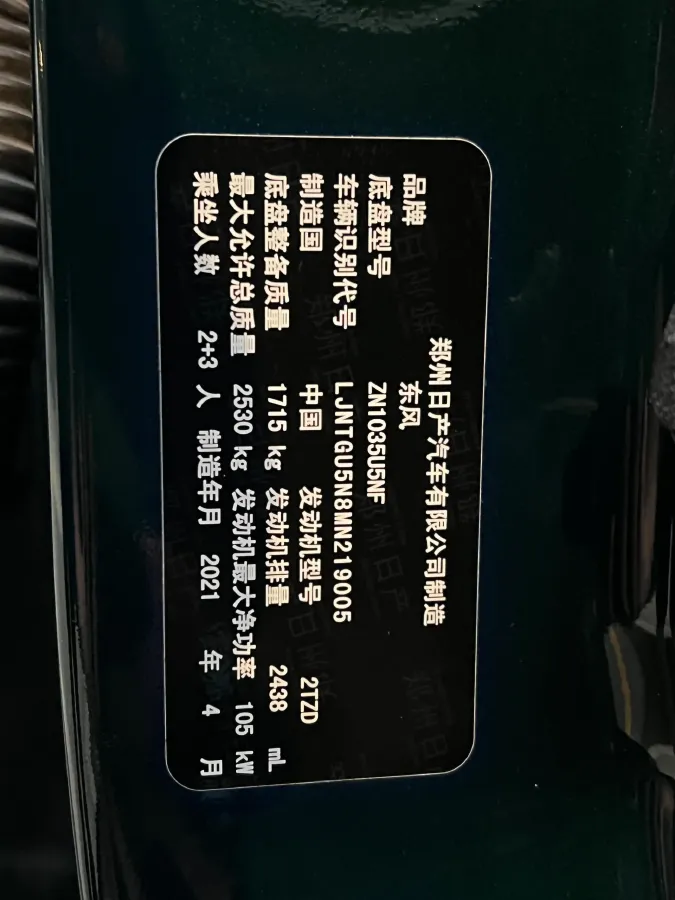 郑州日产汽车有限公司制造
品牌 东风
底盘型号 ZN1035U5NF
车辆识别代号 LJNTGU5N8MN219005
制造国 中国 发动机型号 2TZD
底盘整备质量 1715 kg 发动机排量 2438 mL
最大允许总质量 2530 kg 发动机最大净功率 105 kW
乘坐人数 2+3 人 制造年月 2021 年 4 月